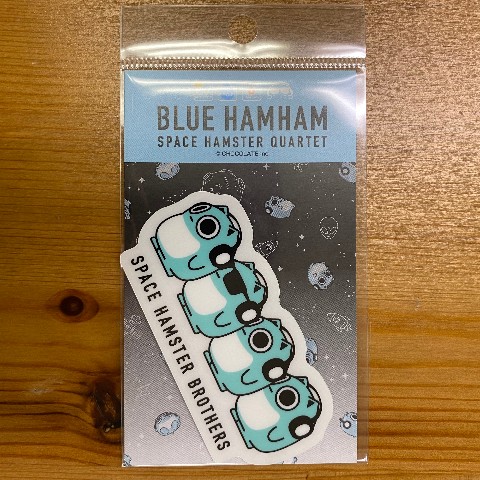 BLUE HAMHAM
SPACE HAMSTER QUARTET
© CHOCOLATE Inc.
SPACE HAMSTER BROTHERS